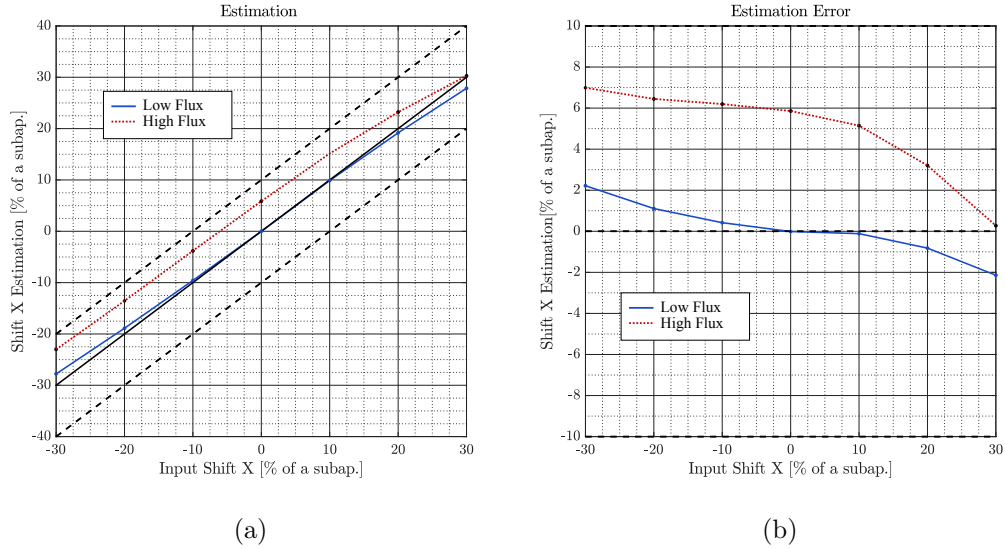 Estimation
40
30
20
10
0
-10
-20
-30
-40
-30
-20
-10
0
10
20
30
Shift X Estimation [% of a subap.]
Input Shift X [% of a subap.]
Low Flux
High Flux
(a)
Estimation Error
10
8
6
4
2
0
-2
-4
-6
-8
-10
-30
-20
-10
0
10
20
30
Shift X Estimation[% of a subap.]
Input Shift X [% of a subap.]
Low Flux
High Flux
(b)